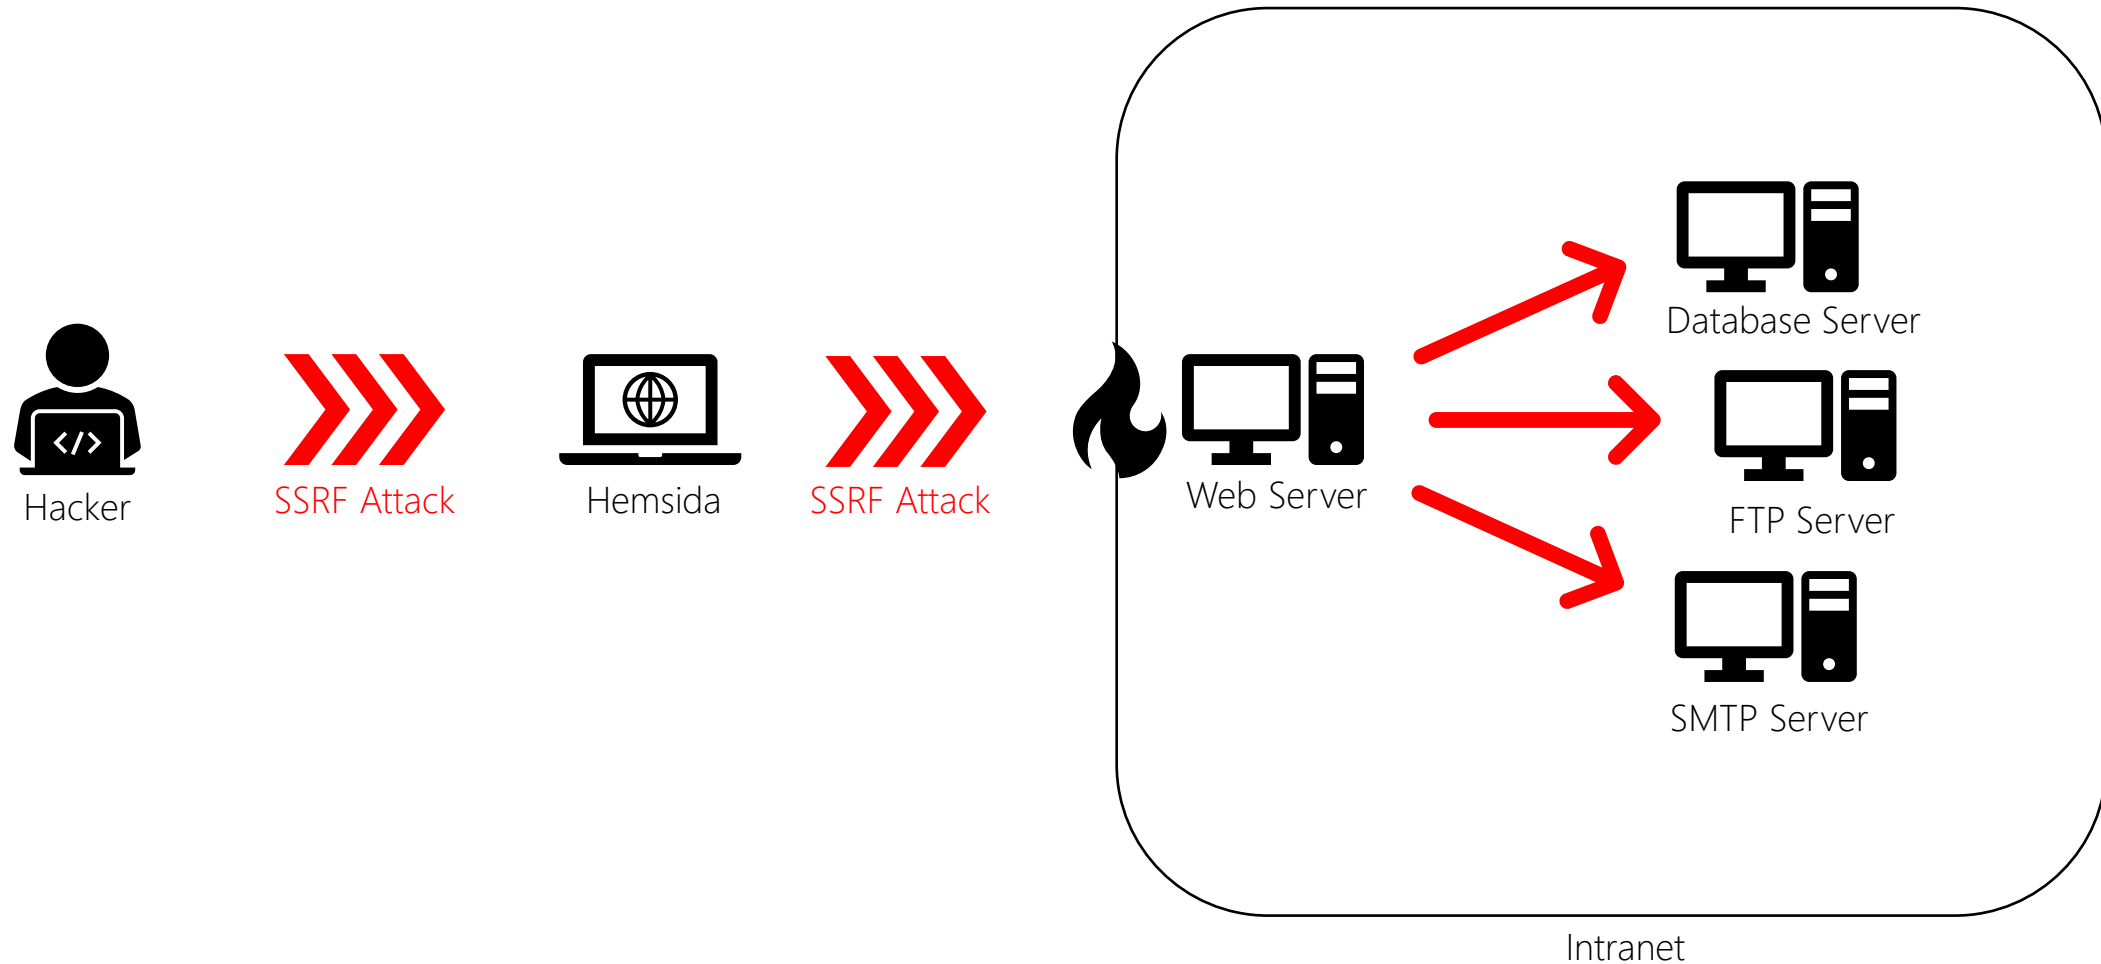 Hacker
SSRF Attack
Hemsida
SSRF Attack
Web Server
Database Server
FTP Server
SMTP Server
Intranet